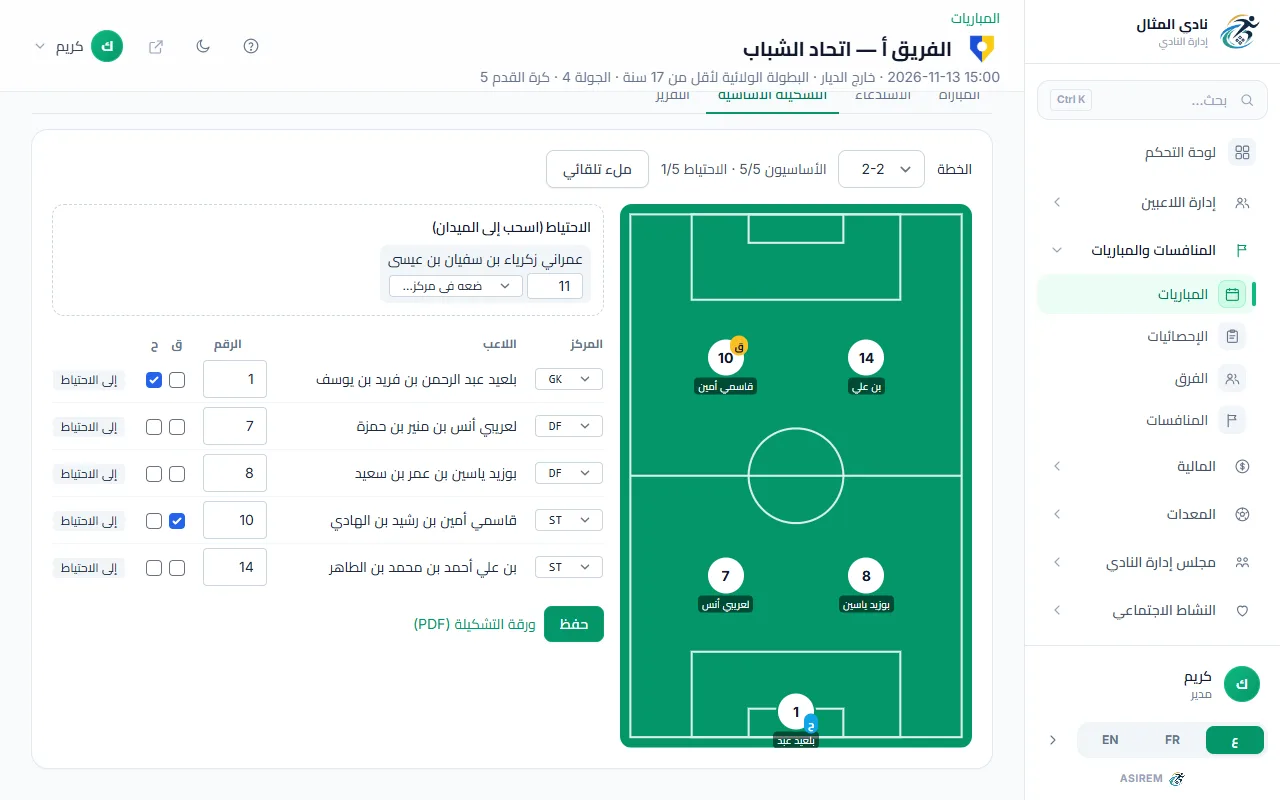 نادي المثال
إدارة النادي
بحث...
Ctrl K
لوحة التحكم
إدارة اللاعبين
المنافسات والمباريات
المباريات
الإحصائيات
الفرق
المنافسات
المالية
المعدات
مجلس إدارة النادي
النشاط الاجتماعي
ك
كريم
مدير
ع
FR
EN
ASIREM
المباريات
الفريق أ — اتحاد الشباب
15:00 2026-11-13 · خارج الديار · البطولة الولائية لأقل من 17 سنة · الجولة 4 · كرة القدم 5
ك
كريم
المباراة
الاستدعاء
التشكيلة الأساسية
التقرير
الخطة
2-2
الأساسيون 5/5 · الاحتياط 1/5
ملء تلقائي
10
ق
قاسمي أمين
14
بن علي
7
لعريبي أنس
8
بوزيد ياسين
1
ح
بلعيد عبد
الاحتياط (اسحب إلى الميدان)
عمراني زكرياء بن سفيان بن عيسى
11
ضعه في مركز...
المركز
اللاعب
الرقم
ق
ح
GK
بلعيد عبد الرحمن بن فريد بن يوسف
1
إلى الاحتياط
DF
لعريبي أنس بن منير بن حمزة
7
إلى الاحتياط
DF
بوزيد ياسين بن عمر بن سعيد
8
إلى الاحتياط
ST
قاسمي أمين بن رشيد بن الهادي
10
إلى الاحتياط
ST
بن علي أحمد بن محمد بن الطاهر
14
إلى الاحتياط
حفظ
ورقة التشكيلة (PDF)